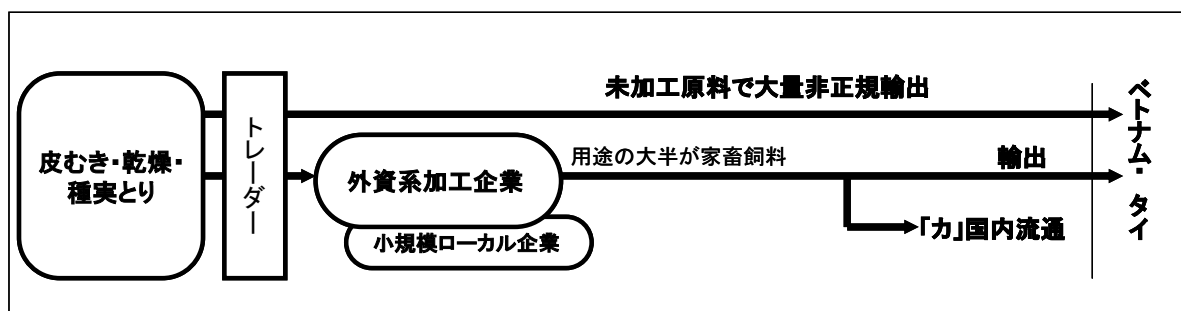 未加工原料で大量非正規輸出
皮むき・乾燥・
種実とり
トレーダー
外資系加工企業
小規模ローカル企業
用途の大半が家畜飼料
輸出
「カ」国内流通
ベトナム・タイ